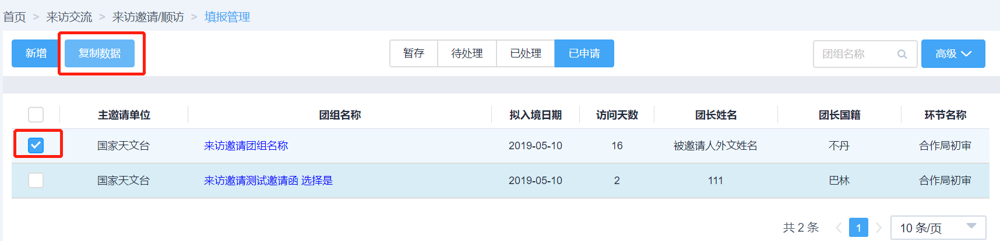 首页 > 来访交流 > 来访邀请/顺访 > 填报管理
新增 复制数据 暂存 待处理 已处理 已申请 团组名称 高级
主邀请单位 团组名称 拟入境日期 访问天数 团长姓名 团长国籍 环节名称
国家天文台 来访邀请团组名称 2019-05-10 16 被邀请人外文姓名 不丹 合作局初审
国家天文台 来访邀请测试邀请函 选择是 2019-05-10 2 111 巴林 合作局初审
共 2 条 1 10 条/页